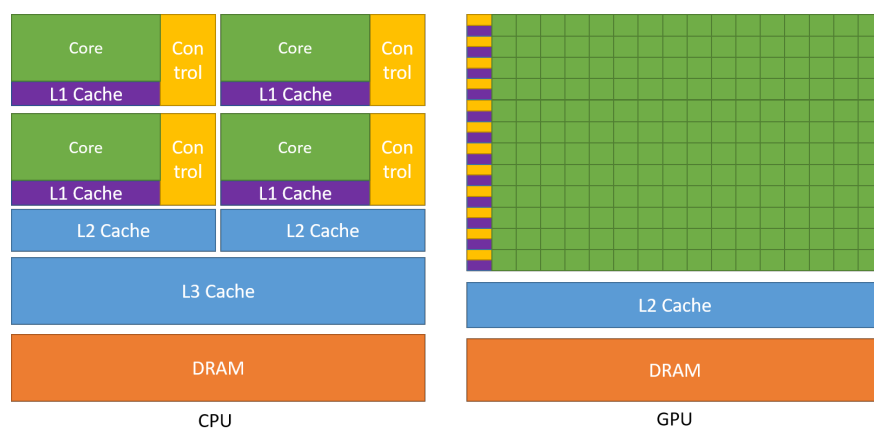 Core
Con
trol
Core
Con
trol
L1 Cache
L1 Cache
Core
Con
trol
Core
Con
trol
L1 Cache
L1 Cache
L2 Cache
L2 Cache
L3 Cache
DRAM
CPU
L2 Cache
DRAM
GPU